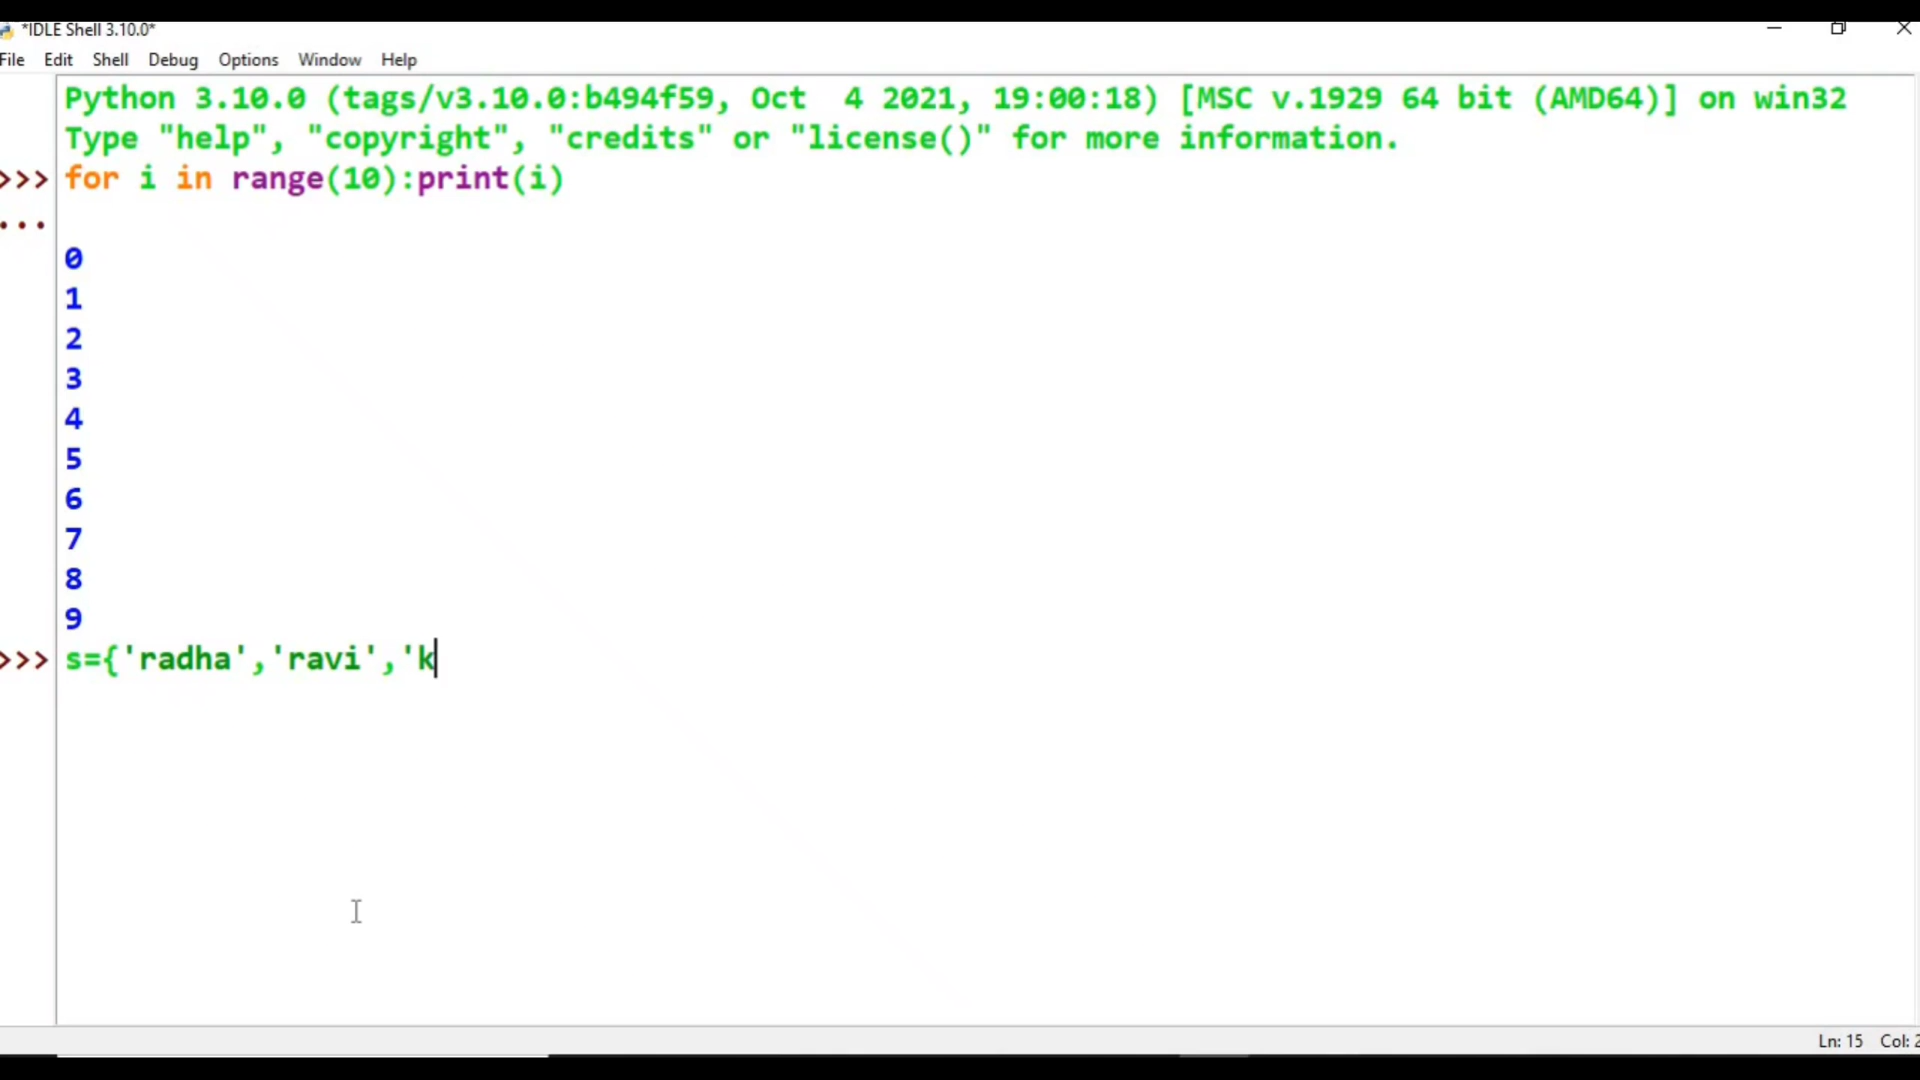 *IDLE Shell 3.10.0*
File Edit Shell Debug Options Window Help
Python 3.10.0 (tags/v3.10.0:b494f59, Oct  4 2021, 19:00:18) [MSC v.1929 64 bit (AMD64)] on win32
Type "help", "copyright", "credits" or "license()" for more information.
>>> for i in range(10):print(i)
...
0
1
2
3
4
5
6
7
8
9
>>> s={'radha','ravi','k
Ln: 15 Col: 2